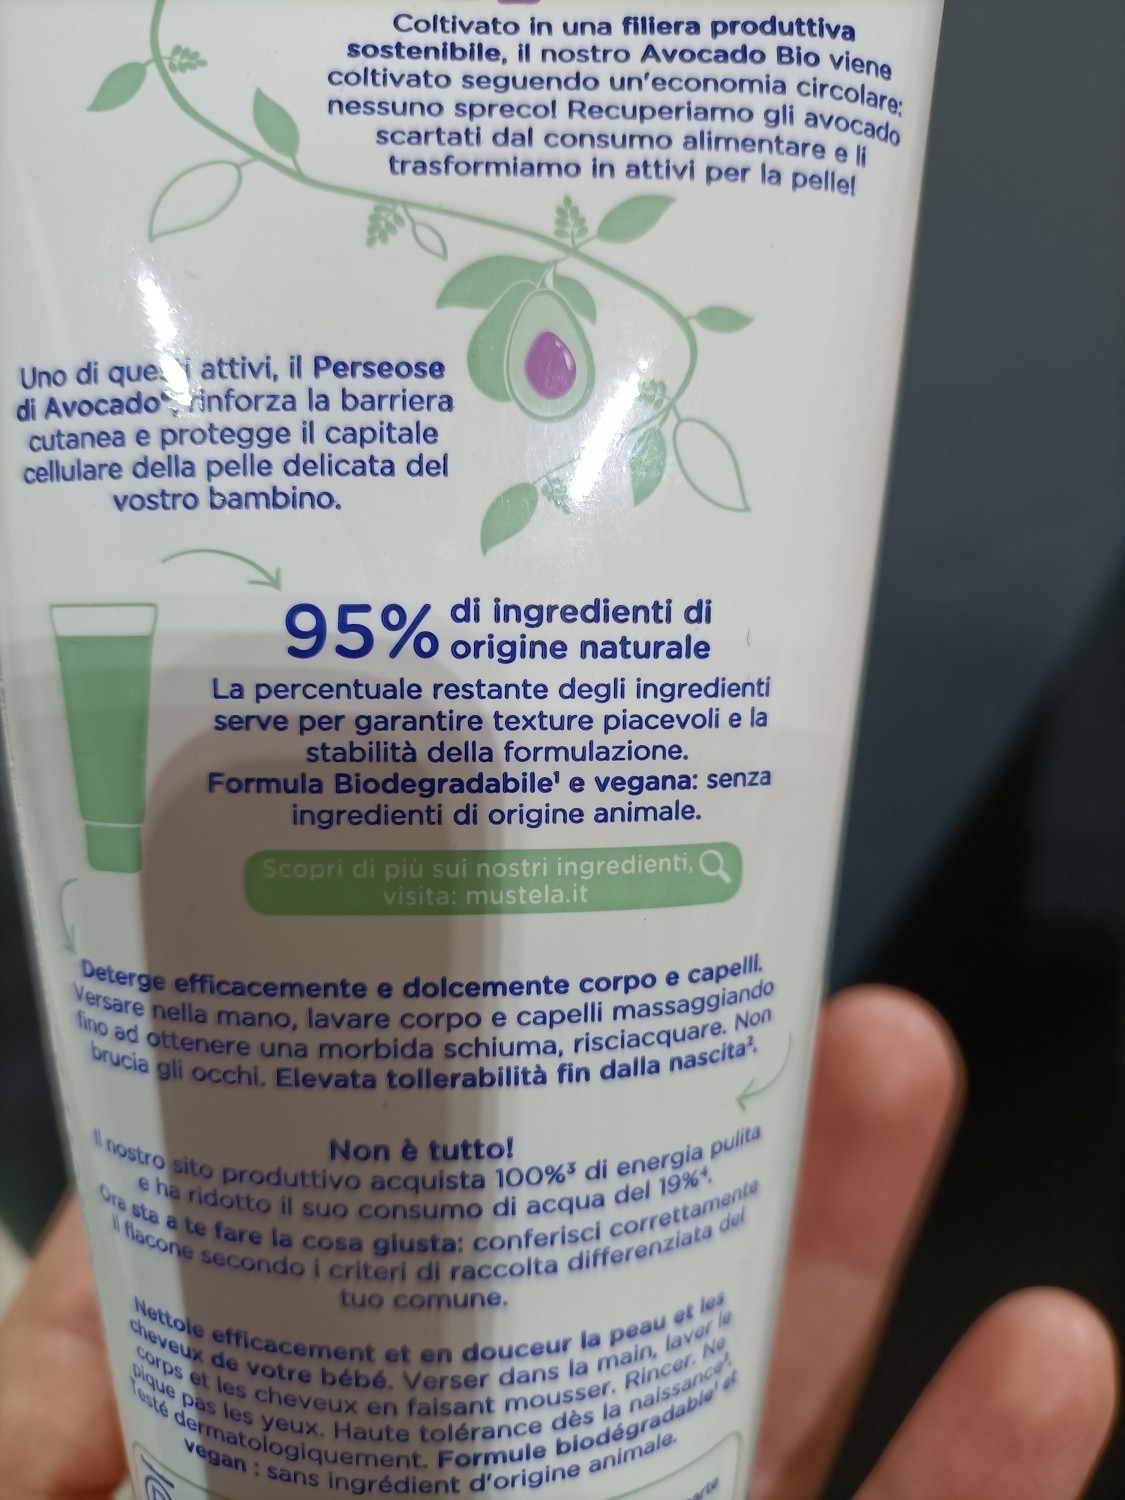 Coltivato in una filiera produttiva
sostenibile, il nostro Avocado Bio viene
coltivato seguendo un'economia circolare:
nessuno spreco! Recuperiamo gli avocado
scartati dal consumo alimentare e li
trasformiamo in attivi per la pelle!
Uno di questi attivi, il Perseose
di Avocado®, rinforza la barriera
cutanea e protegge il capitale
cellulare della pelle delicata del
vostro bambino.
95% di ingredienti di
origine naturale
La percentuale restante degli ingredienti
serve per garantire texture piacevoli e la
stabilità della formulazione.
Formula Biodegradabile¹ e vegana: senza
ingredienti di origine animale.
Scopri di più sui nostri ingredienti,
visita: mustela.it
Deterge efficacemente e dolcemente corpo e capelli.
Versare nella mano, lavare corpo e capelli massaggiando
fino ad ottenere una morbida schiuma, risciacquare. Non
brucia gli occhi. Elevata tollerabilità fin dalla nascita².
Non è tutto!
Il nostro sito produttivo acquista 100%³ di energia pulita
e ha ridotto il suo consumo di acqua del 19%⁴.
Ora sta a te fare la cosa giusta: conferisci correttamente
il flacone secondo i criteri di raccolta differenziata del
tuo comune.
Nettoie efficacement et en douceur la peau et les
cheveux de votre bébé. Verser dans la main, laver le
corps et les cheveux en faisant mousser. Rincer. Ne
pique pas les yeux. Haute tolérance dès la naissance².
Testé dermatologiquement. Formule biodégradable¹ et
vegan : sans ingrédient d'origine animale.